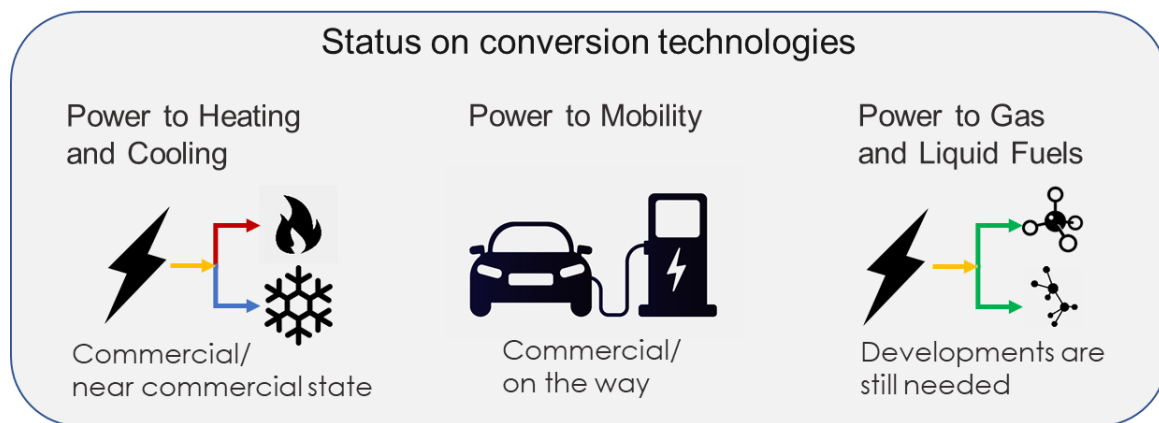 Status on conversion technologies
Power to Heating
and Cooling
Commercial/
near commercial state
Power to Mobility
Commercial/
on the way
Power to Gas
and Liquid Fuels
Developments are
still needed